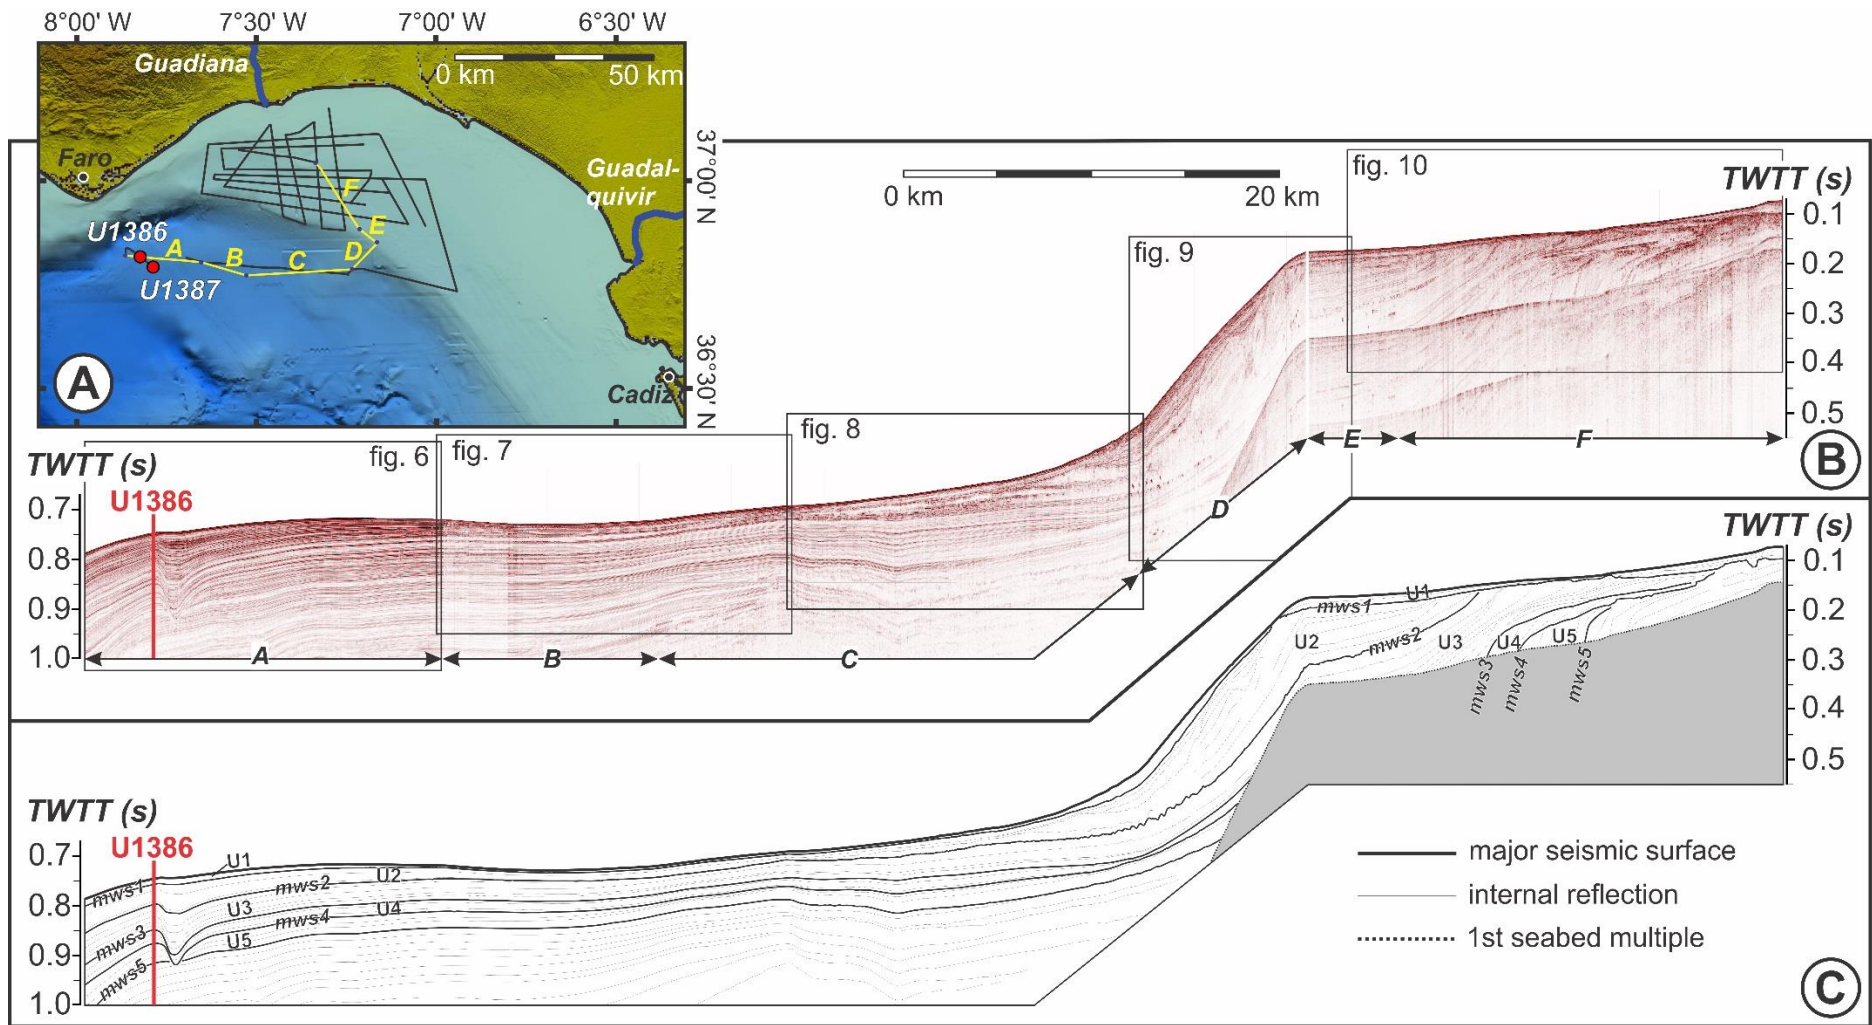 8°00' W
7°30' W
7°00' W
6°30' W
Guadiana
0 km
50 km
Faro
Guadal-
quivir
37°00' N
U1386
U1387
A
B
C
D
E
F
36°30' N
Cadiz
A
0 km
20 km
fig. 10
TWTT (s)
0.1
0.2
0.3
0.4
0.5
fig. 9
fig. 8
fig. 6
fig. 7
E
F
B
TWTT (s)
U1386
0.7
0.8
0.9
1.0
A
B
C
D
TWTT (s)
0.1
0.2
0.3
0.4
0.5
U1
mws1
U2
mws2
U3
U4
U5
mws3
mws4
mws5
TWTT (s)
U1386
0.7
0.8
0.9
1.0
U1
mws1
mws2
U2
U3
mws4
U4
mws3
U5
mws5
major seismic surface
internal reflection
1st seabed multiple
C